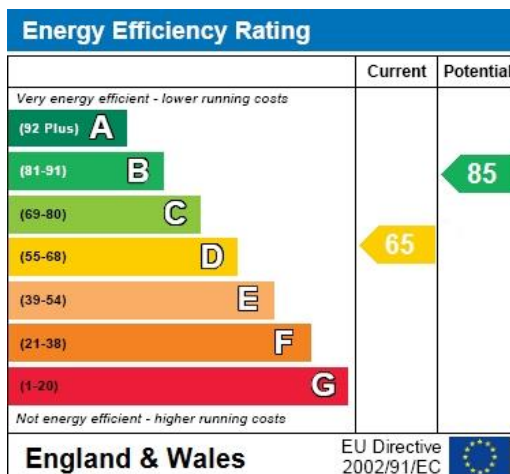 Energy Efficiency Rating
Current Potential
Very energy efficient - lower running costs
(92 Plus) A
(81-91) B
85
(69-80) C
(55-68) D
65
(39-54) E
(21-38) F
(1-20) G
Not energy efficient - higher running costs
England & Wales
EU Directive
2002/91/EC